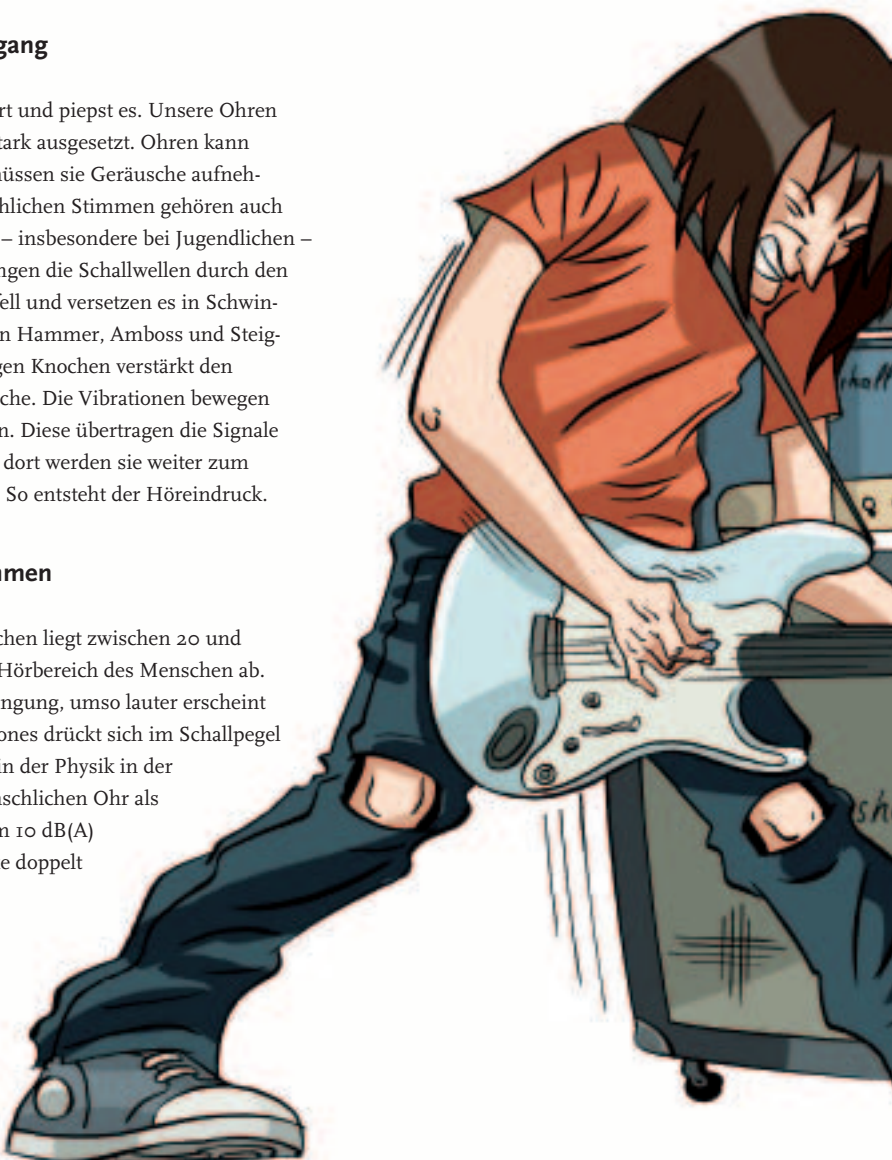 gang
rt und piepst es. Unsere Ohren
tark ausgesetzt. Ohren kann
nüssen sie Geräusche aufneh-
hlichen Stimmen gehören auch
– insbesondere bei Jugendlichen –
ngen die Schallwellen durch den
ell und versetzen es in Schwin-
n Hammer, Amboss und Steig-
gen Knochen verstärkt den
che. Die Vibrationen bewegen
n. Diese übertragen die Signale
dort werden sie weiter zum
So entsteht der Höreindruck.
mmen
chen liegt zwischen 20 und
Hörbereich des Menschen ab.
ngung, umso lauter erscheint
ones drückt sich im Schallpegel
in der Physik in der
nschlichen Ohr als
m 10 dB(A)
e doppelt